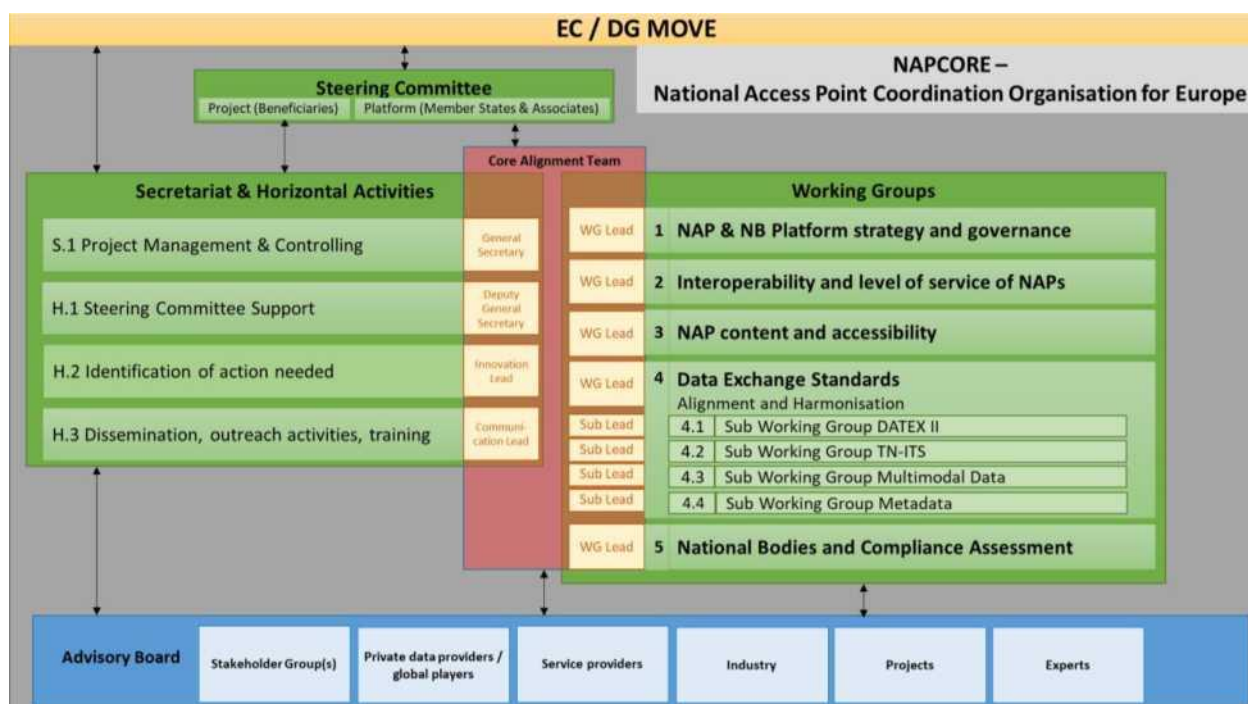 EC / DG MOVE
NAPCORE –
National Access Point Coordination Organisation for Europe
Steering Committee
Project (Beneficiaries)
Platform (Member States & Associates)
Core Alignment Team
Secretariat & Horizontal Activities
S.1 Project Management & Controlling
General
Secretary
H.1 Steering Committee Support
Deputy
General
Secretary
H.2 Identification of action needed
Innovation
Lead
H.3 Dissemination, outreach activities, training
Communi-
cation Lead
Working Groups
WG Lead 1 NAP & NB Platform strategy and governance
WG Lead 2 Interoperability and level of service of NAPs
WG Lead 3 NAP content and accessibility
WG Lead 4 Data Exchange Standards
Alignment and Harmonisation
Sub Lead 4.1 Sub Working Group DATEX II
Sub Lead 4.2 Sub Working Group TN-ITS
Sub Lead 4.3 Sub Working Group Multimodal Data
Sub Lead 4.4 Sub Working Group Metadata
WG Lead 5 National Bodies and Compliance Assessment
Advisory Board
Stakeholder Group(s)
Private data providers /
global players
Service providers
Industry
Projects
Experts